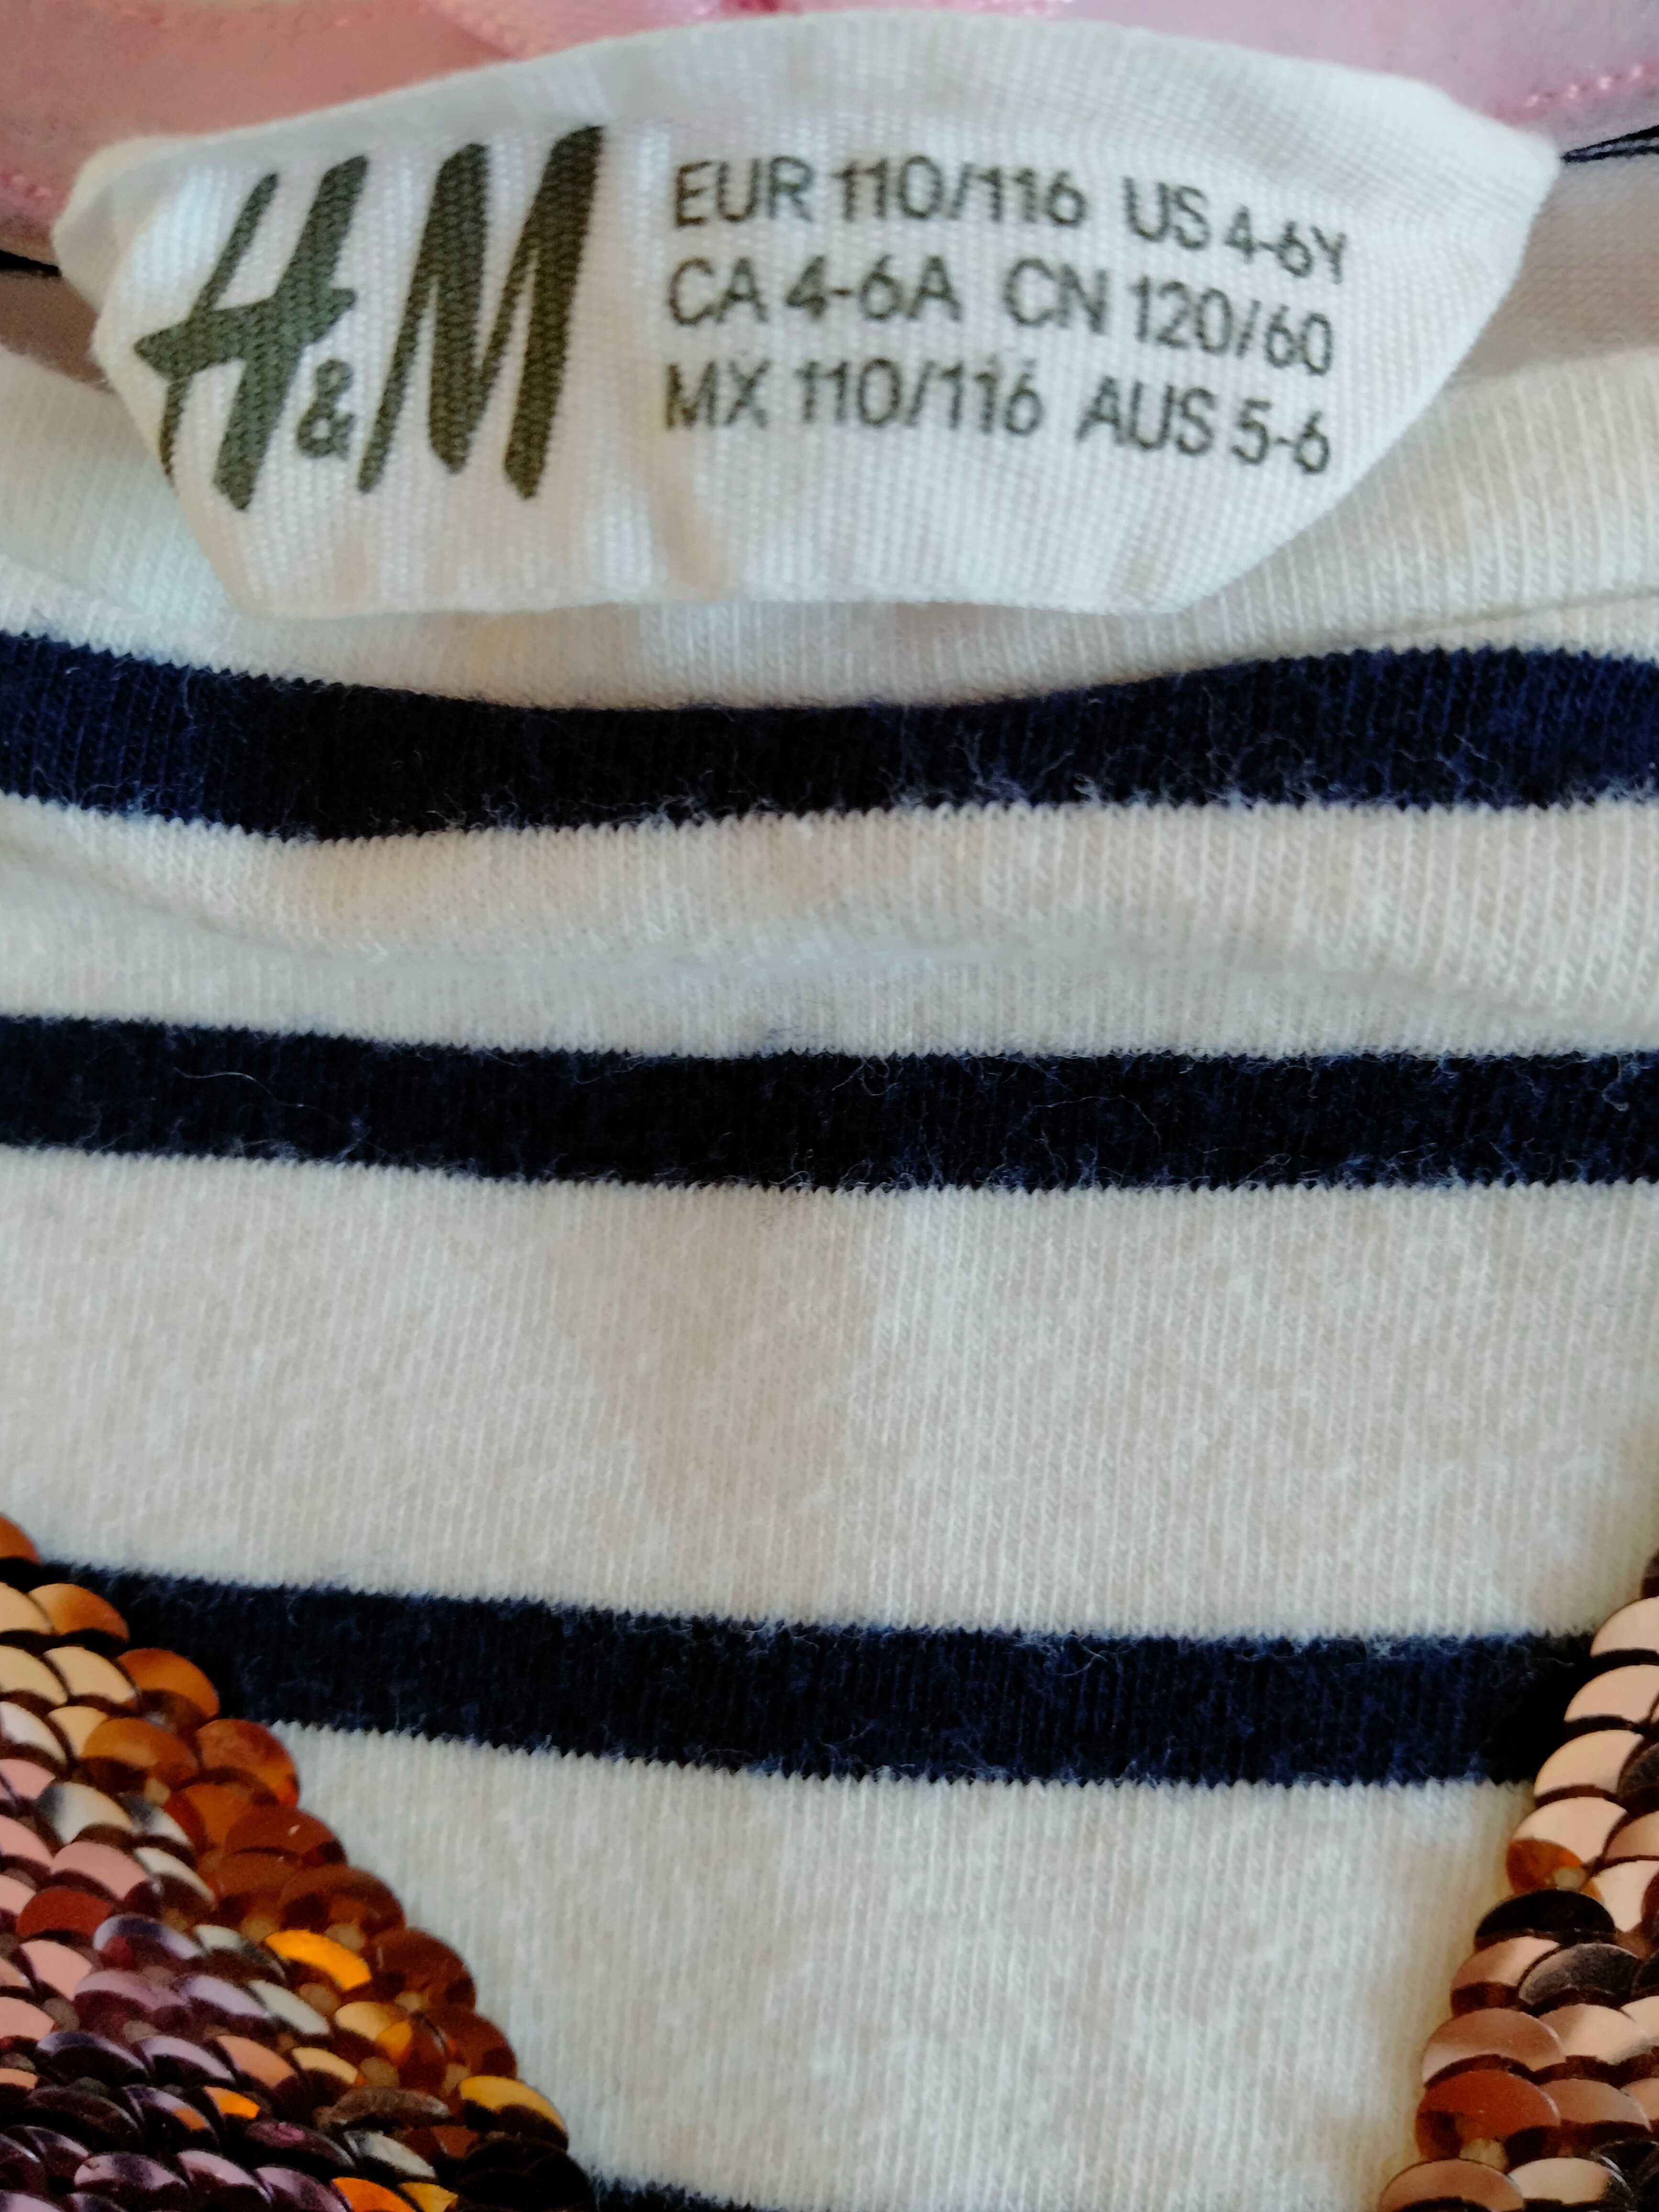 H&M
EUR 110/116 US 4-6Y
CA 4-6A CN 120/60
MX 110/116 AUS 5-6